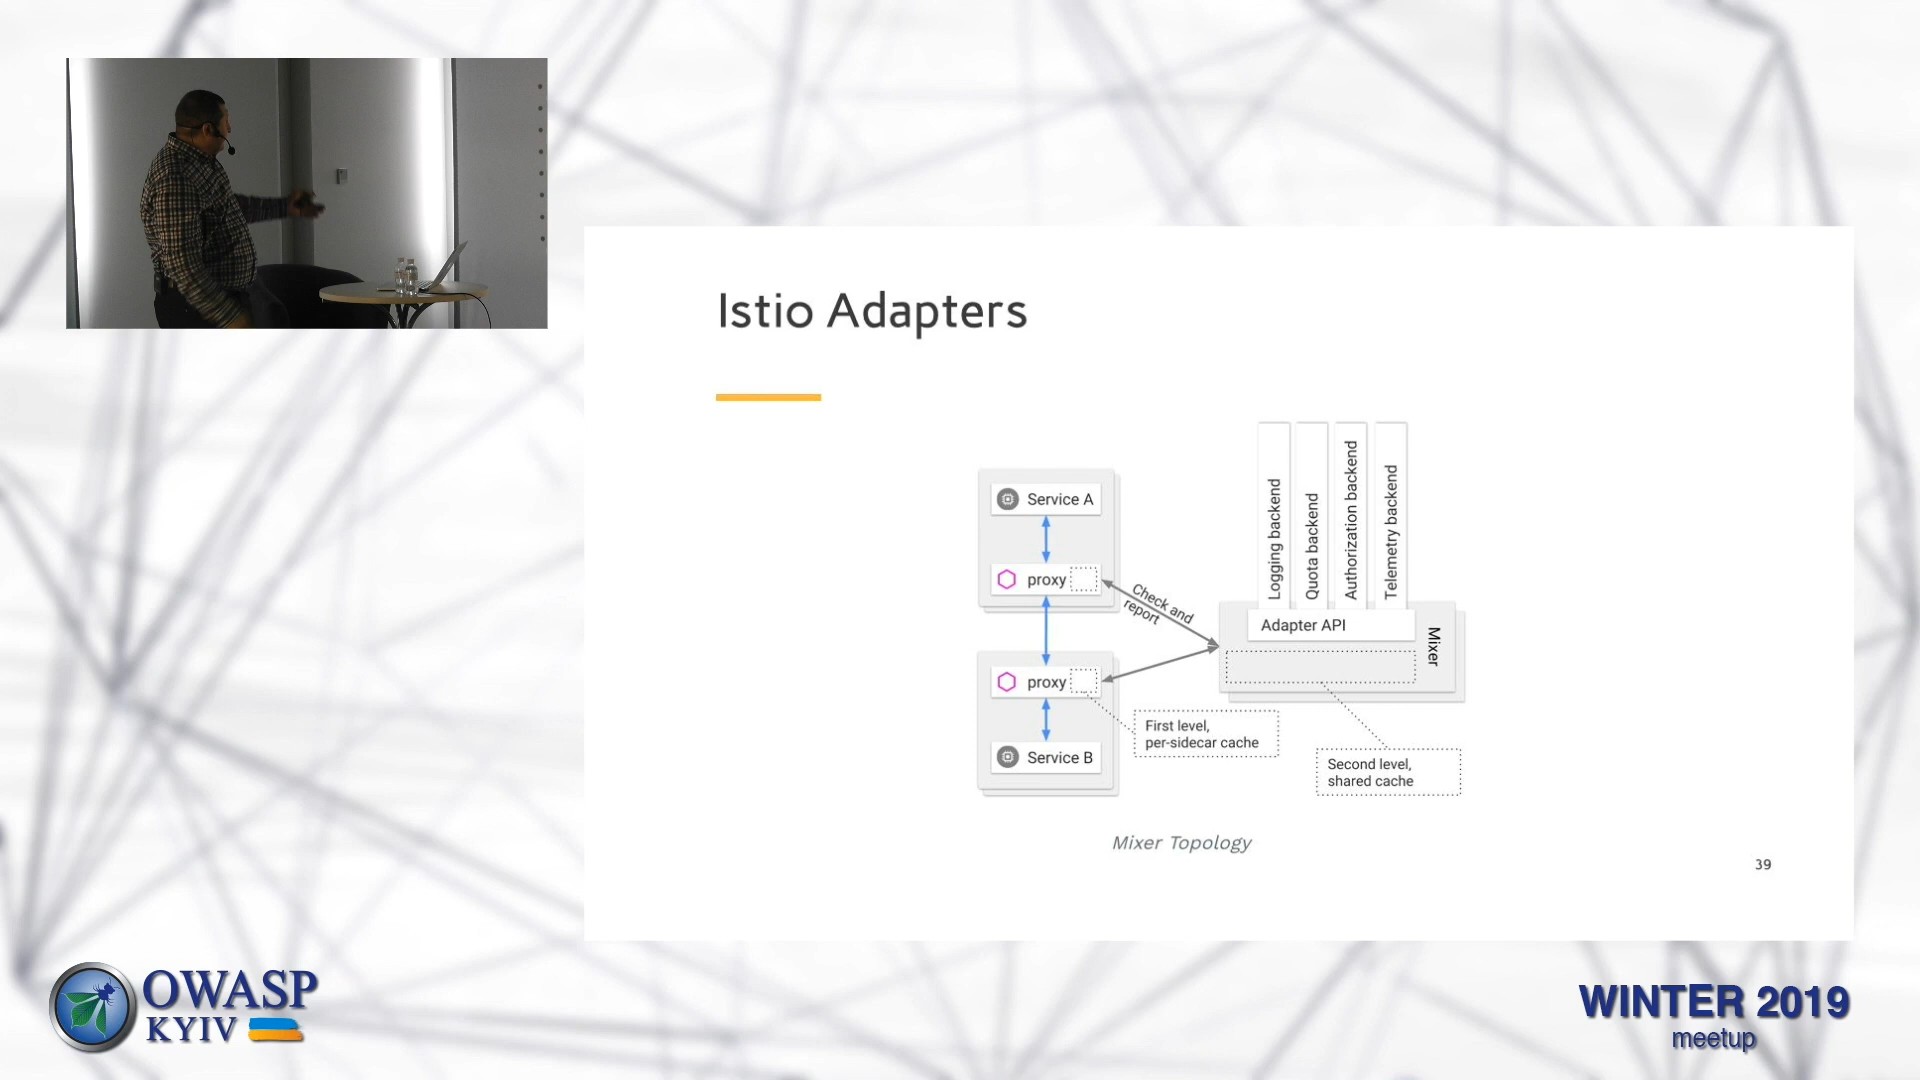 Istio Adapters
Service A
proxy
Check and
report
proxy
Service B
First level,
per-sidecar cache
Logging backend
Quota backend
Authorization backend
Telemetry backend
Adapter API
Mixer
Second level,
shared cache
Mixer Topology
39
OWASP
KYIV
WINTER 2019
meetup